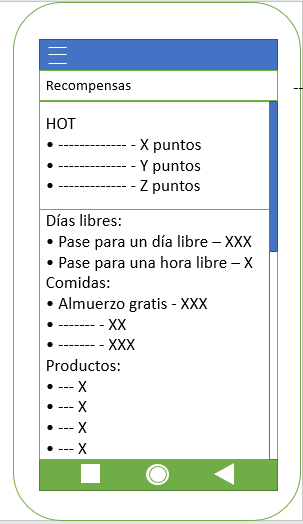 Recompensas
HOT
• ------------- - X puntos
• ------------- - Y puntos
• ------------- - Z puntos
Días libres:
• Pase para un día libre – XXX
• Pase para una hora libre – X
Comidas:
• Almuerzo gratis - XXX
• ------- - XX
• ------- - XXX
Productos:
• --- X
• --- X
• --- X
• --- X